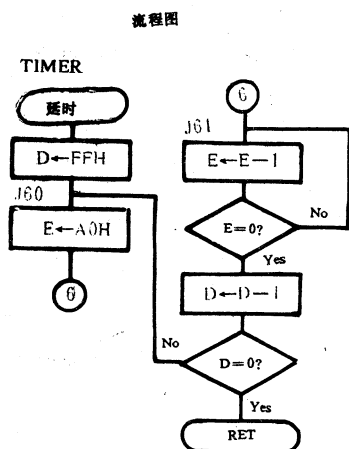 流程图
TIMER
延时
D←FFH
J60
E←A0H
6
6
J61
E←E-1
E=0?
No
Yes
D←D-1
No
D=0?
Yes
RET